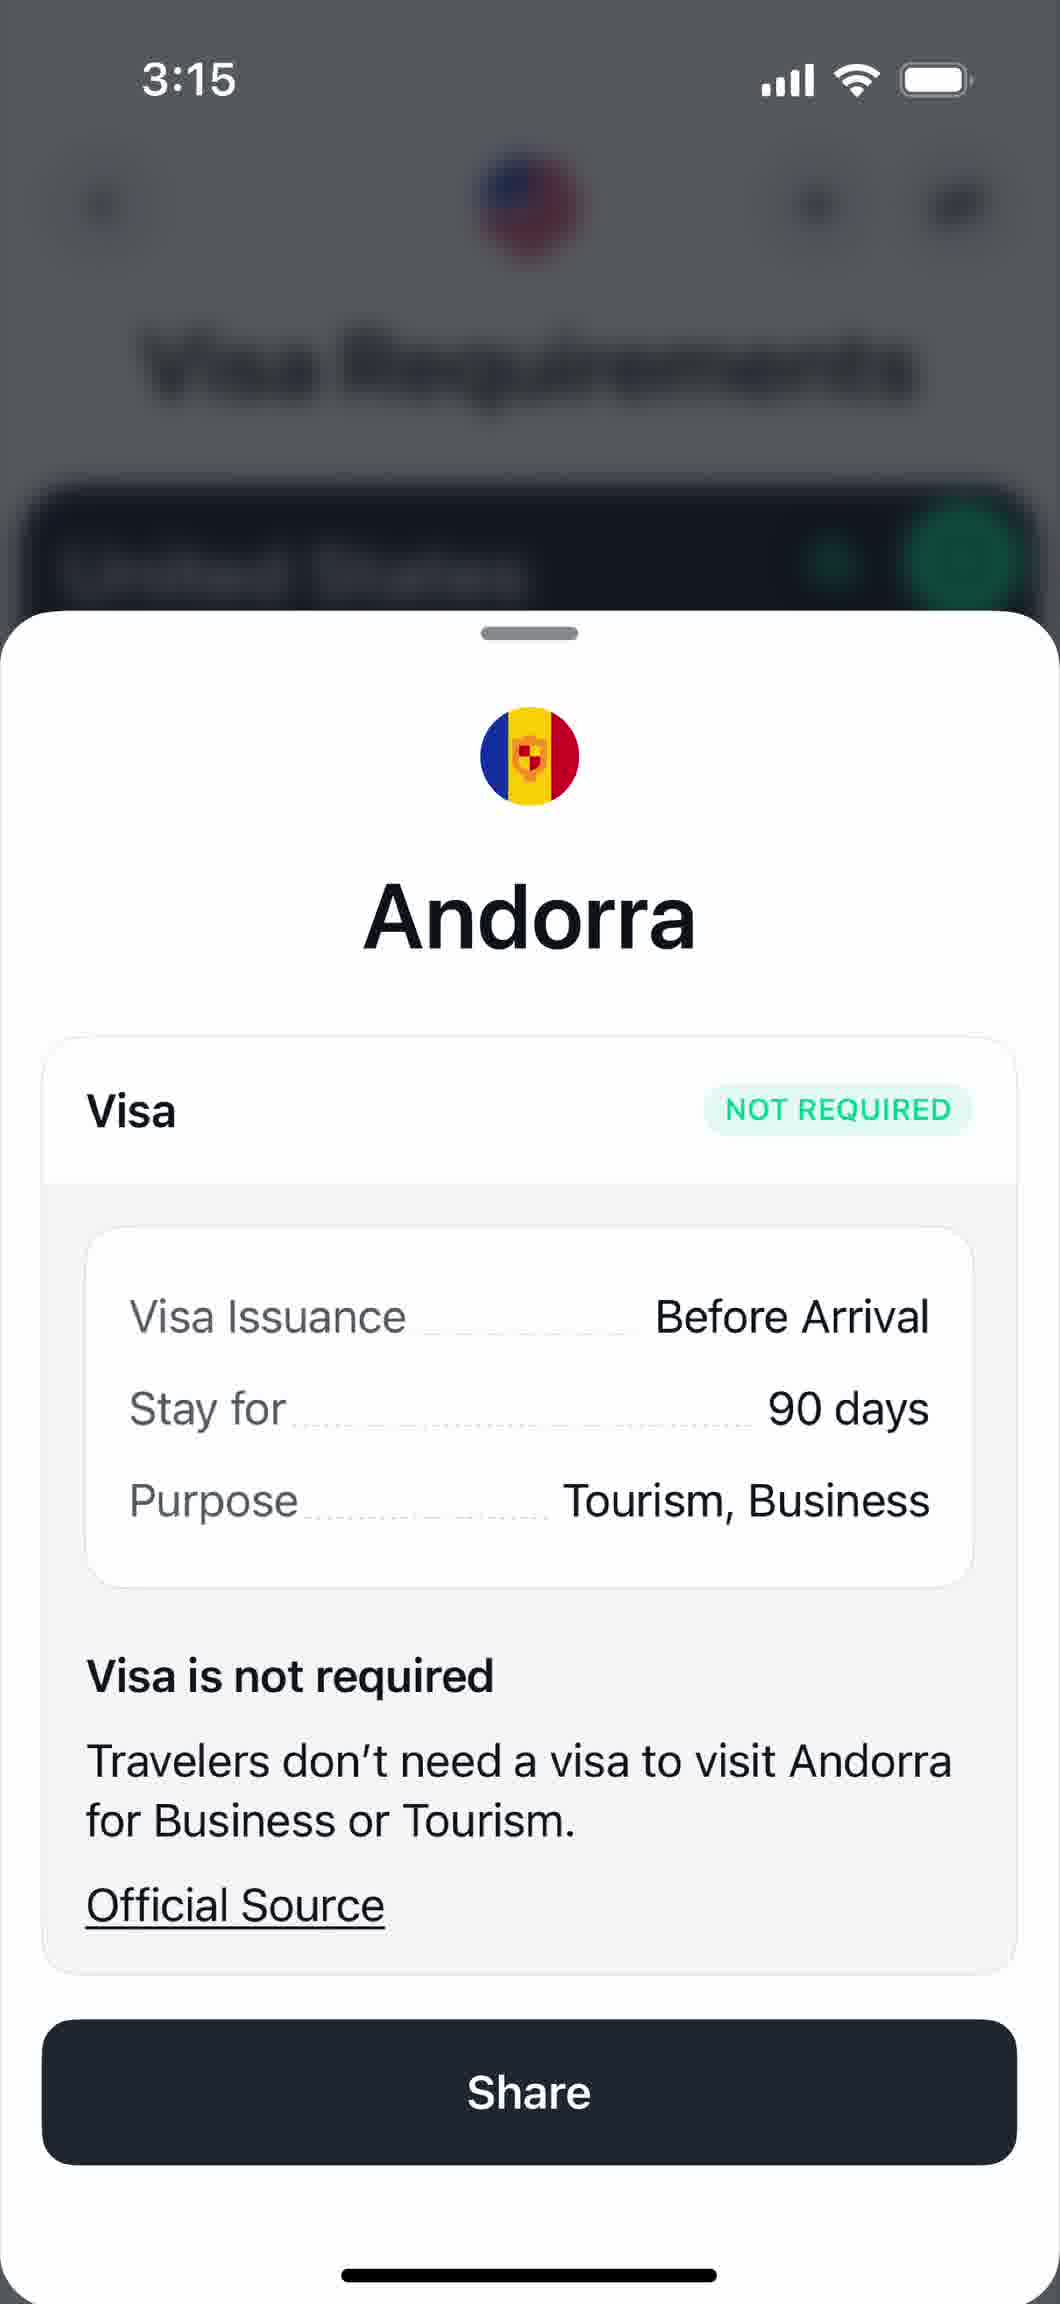 3:15
Visa Requirements
United States
Andorra
Visa
NOT REQUIRED
Visa Issuance Before Arrival
Stay for 90 days
Purpose Tourism, Business
Visa is not required
Travelers don’t need a visa to visit Andorra
for Business or Tourism.
Official Source
Share